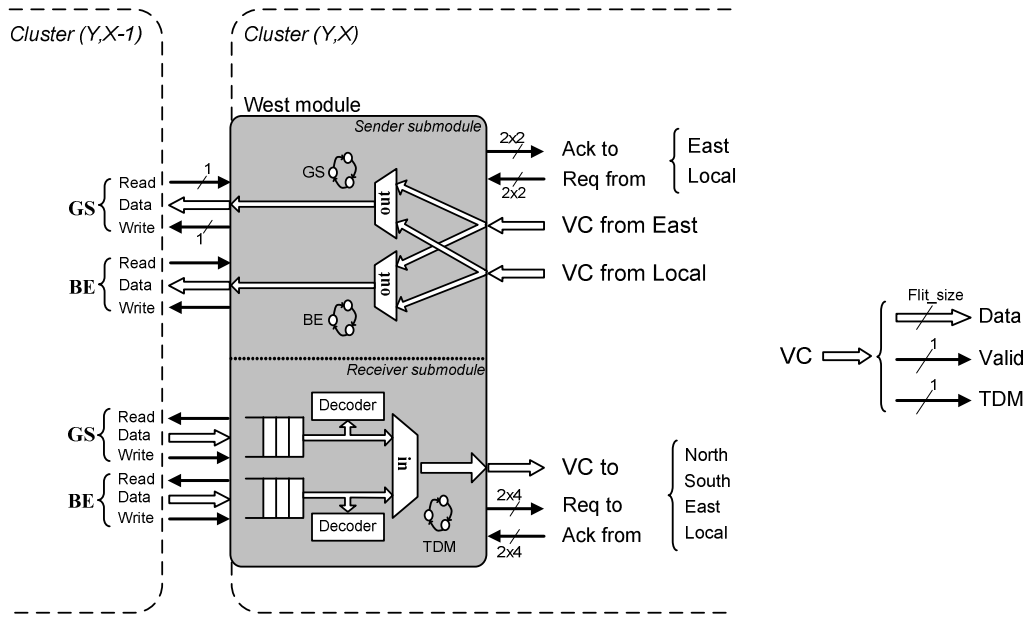 Cluster (Y,X-1)
Cluster (Y,X)
West module
Sender submodule
GS
Read
Data
Write
1
1
BE
Read
Data
Write
GS
out
out
BE
2x2
Ack to
Req from
2x2
East
Local
VC from East
VC from Local
Receiver submodule
GS
Read
Data
Write
BE
Read
Data
Write
Decoder
in
Decoder
TDM
VC to
2x4
Req to
Ack from
2x4
North
South
East
Local
VC
Flit_size
Data
1
Valid
1
TDM